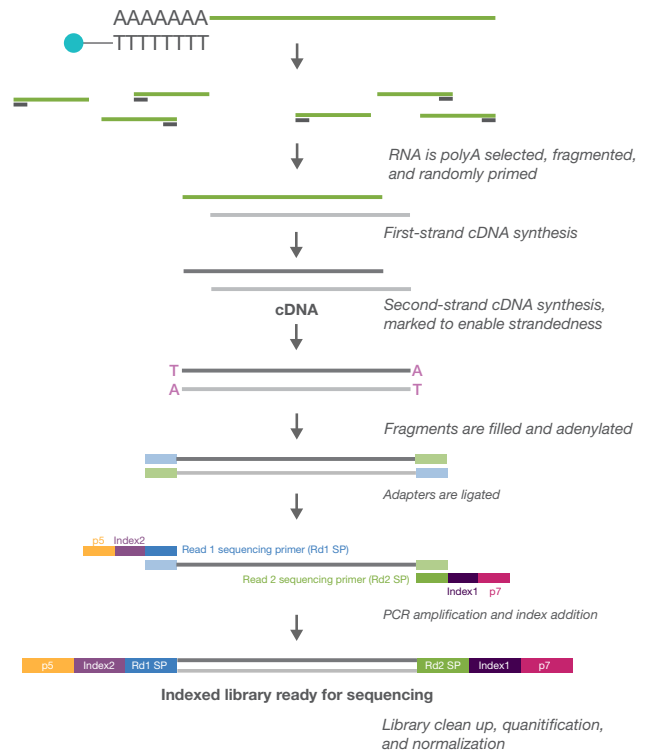 AAAAAAA
TTTTTTTT
RNA is polyA selected, fragmented,
and randomly primed
First-strand cDNA synthesis
cDNA
Second-strand cDNA synthesis,
marked to enable strandedness
T A
A T
Fragments are filled and adenylated
Adapters are ligated
p5 Index2
Read 1 sequencing primer (Rd1 SP)
Read 2 sequencing primer (Rd2 SP)
Index1 p7
PCR amplification and index addition
p5 Index2 Rd1 SP Rd2 SP Index1 p7
Indexed library ready for sequencing
Library clean up, quanitification,
and normalization